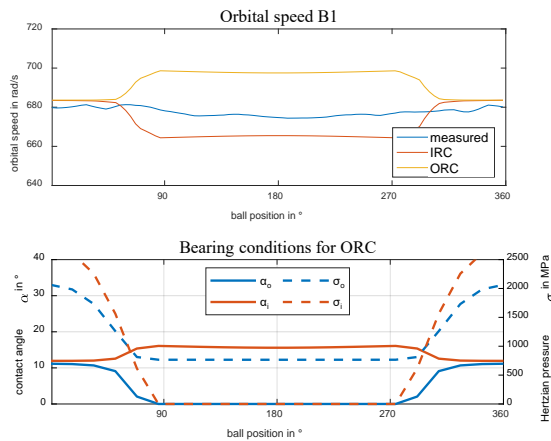 Orbital speed B1
720
700
680
660
640
orbital speed in rad/s
measured
IRC
ORC
90
180
270
360
ball position in °
Bearing conditions for ORC
40
30
20
10
0
contact angle α in °
α_o σ_o
α_i σ_i
2500
2000
1500
1000
500
0
Hertzian pressure σ in MPa
90
180
270
360
ball position in °